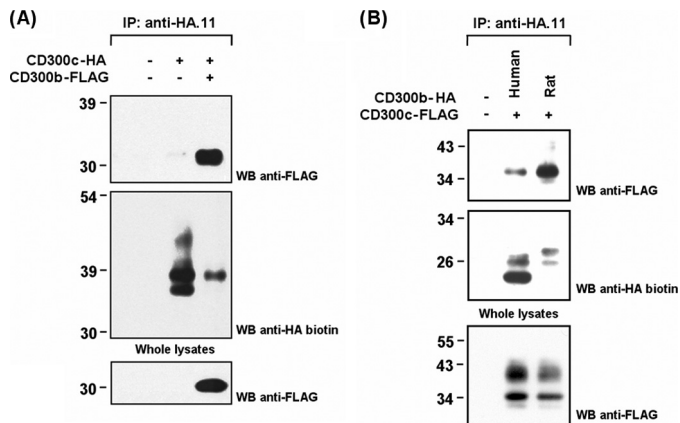 (A)
IP: anti-HA.11
CD300c-HA - + +
CD300b-FLAG - - +
39
30
WB anti-FLAG
54
39
30
WB anti-HA biotin
Whole lysates
30
WB anti-FLAG
(B)
IP: anti-HA.11
CD300b-HA - Human Rat
CD300c-FLAG - + +
43
34
WB anti-FLAG
34
26
WB anti-HA biotin
Whole lysates
55
43
34
WB anti-FLAG